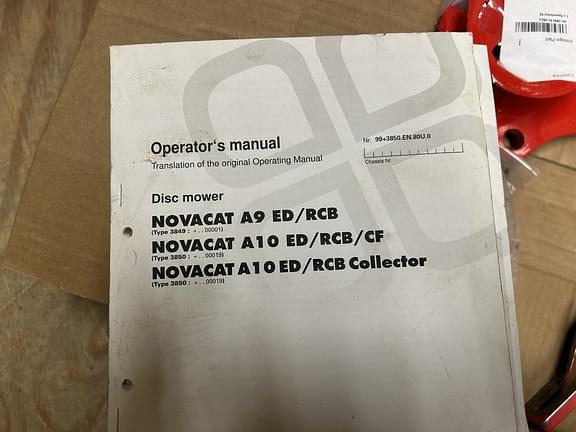 Operator's manual
Translation of the original Operating Manual
Nr. 99+3850.EN.80U.0
Chassis Nr.
Disc mower
NOVACAT A9 ED/RCB
(Type 3849 : + . . 00001)
NOVACAT A10 ED/RCB/CF
(Type 3850 : + . . 00019)
NOVACAT A10 ED/RCB Collector
(Type 3850 : + . . 00019)